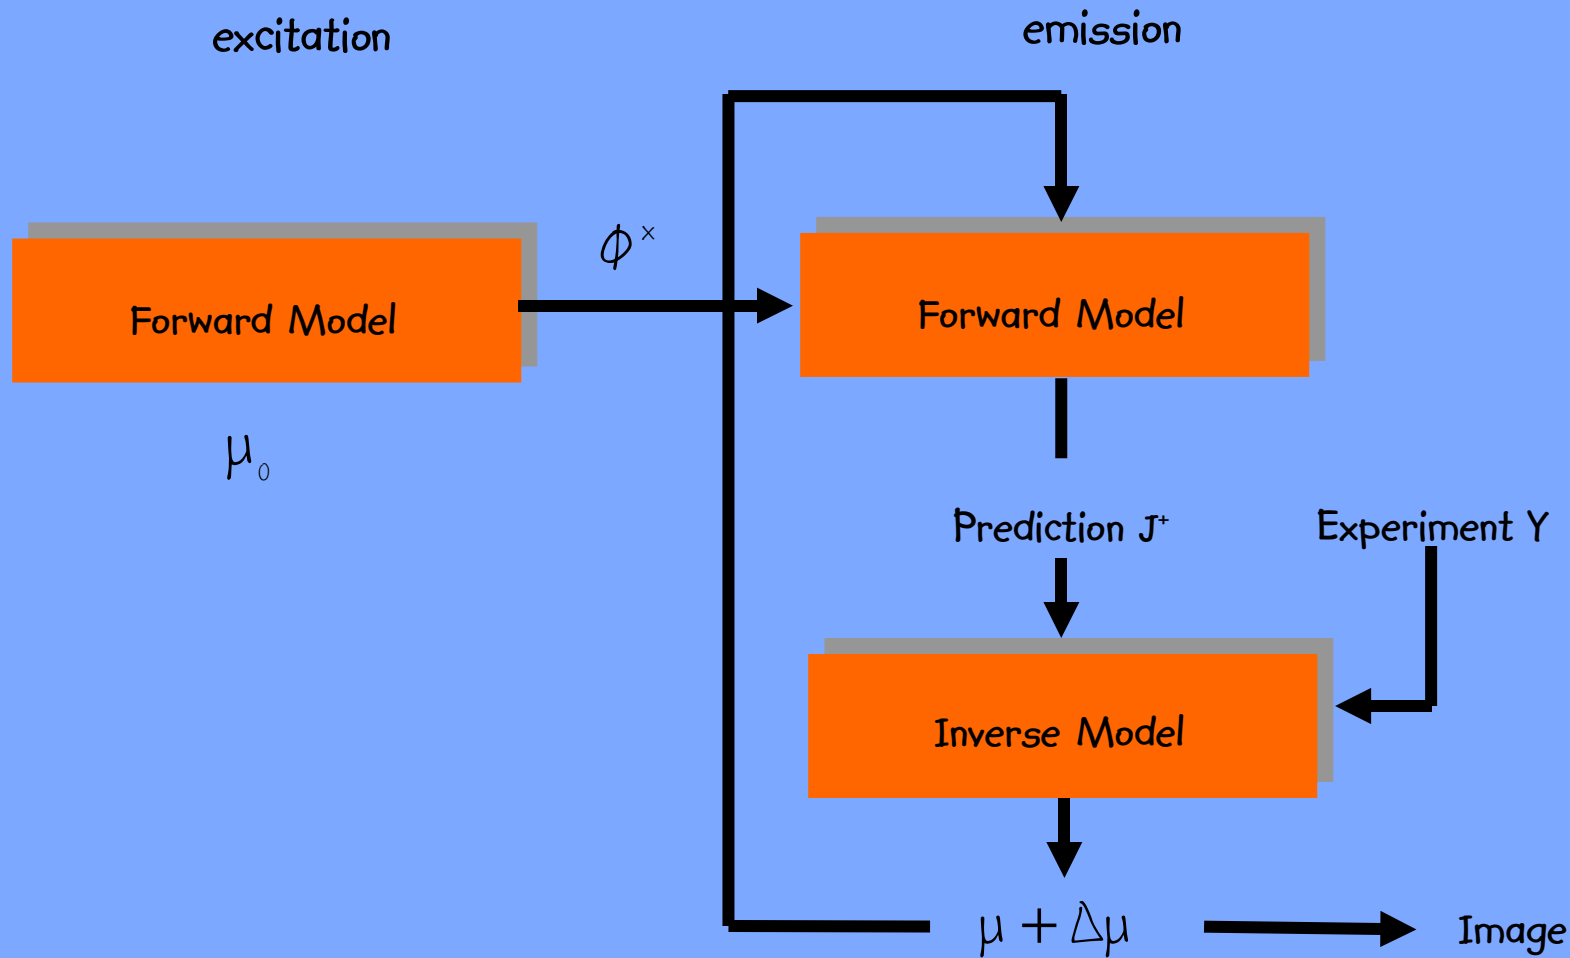 excitation
emission
Φˣ
Forward Model
Forward Model
μ₀
Prediction J⁺
Experiment Y
Inverse Model
μ + Δμ
Image